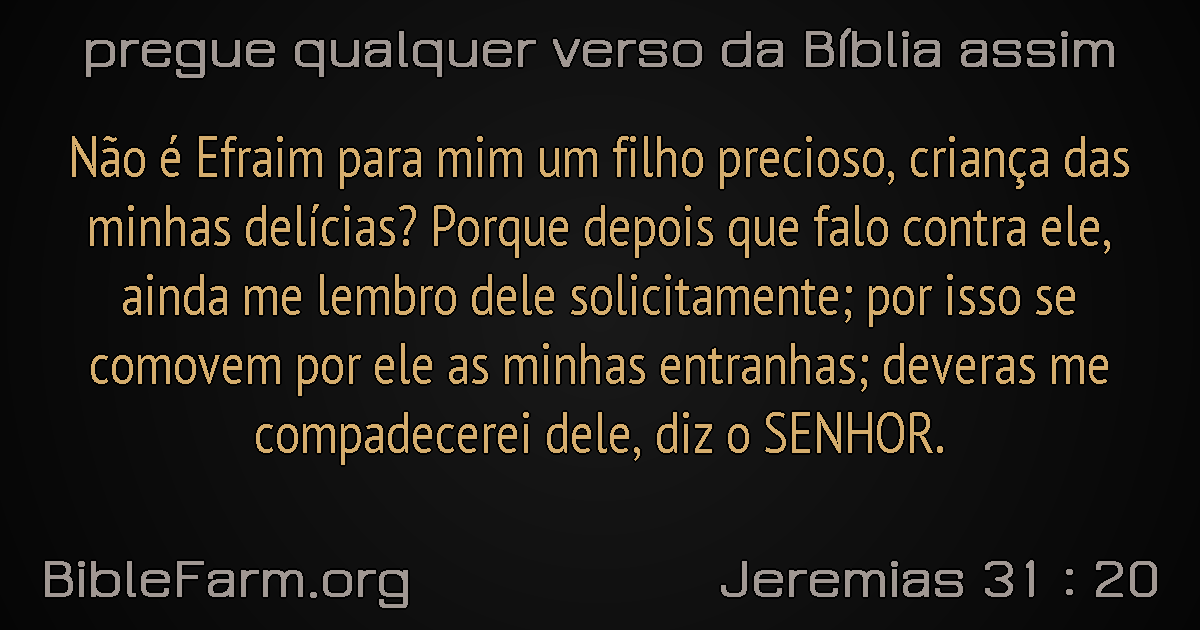 pregue qualquer verso da Bíblia assim
Não é Efraim para mim um filho precioso, criança das
minhas delícias? Porque depois que falo contra ele,
ainda me lembro dele solicitamente; por isso se
comovem por ele as minhas entranhas; deveras me
compadecerei dele, diz o SENHOR.
BibleFarm.org
Jeremias 31 : 20